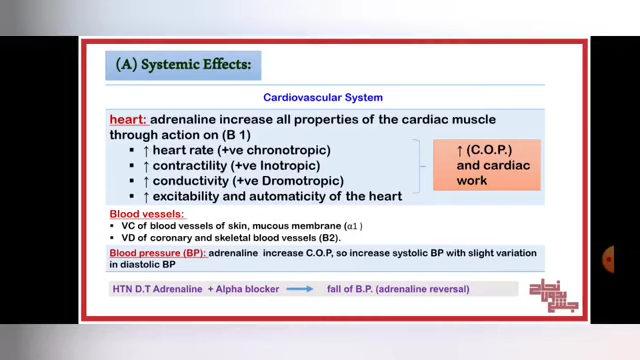 (A) Systemic Effects:
Cardiovascular System
heart: adrenaline increase all properties of the cardiac muscle
through action on (B 1)
▪ ↑ heart rate (+ve chronotropic)
▪ ↑ contractility (+ve Inotropic)
▪ ↑ conductivity (+ve Dromotropic)
▪ ↑ excitability and automaticity of the heart
↑ (C.O.P.)
and cardiac
work
Blood vessels:
▪ VC of blood vessels of skin, mucous membrane (α1)
▪ VD of coronary and skeletal blood vessels (B2).
Blood pressure (BP): adrenaline increase C.O.P, so increase systolic BP with slight variation
in diastolic BP
HTN D.T Adrenaline + Alpha blocker → fall of B.P. (adrenaline reversal)